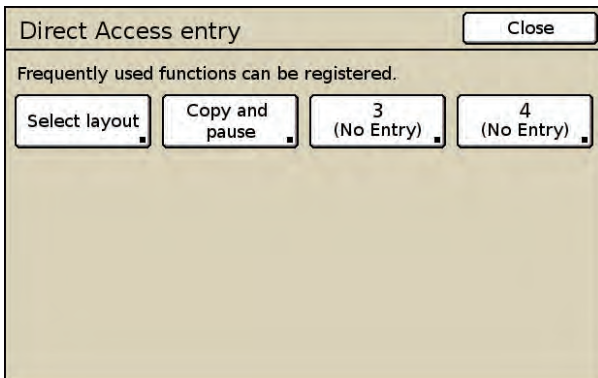 Direct Access entry
Close
Frequently used functions can be registered.
Select layout
Copy and
pause
3
(No Entry)
4
(No Entry)